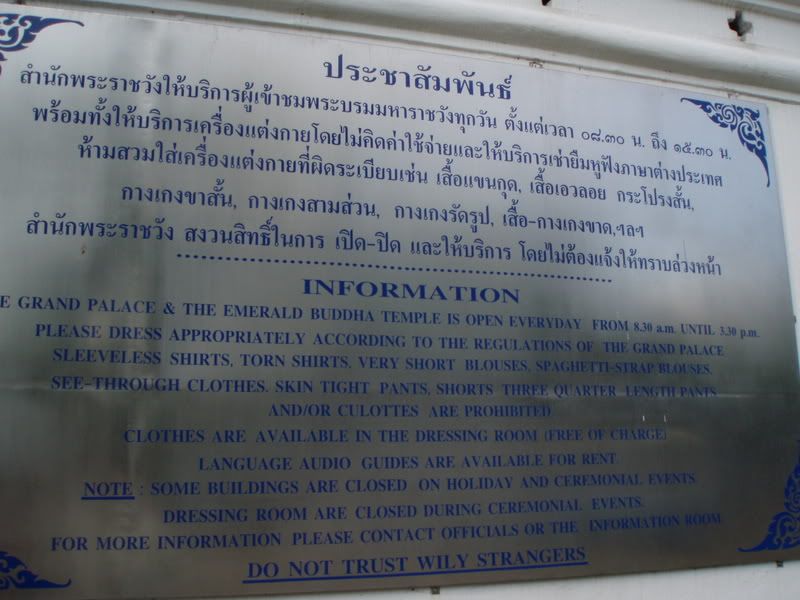 ประชาสัมพันธ์
สำนักพระราชวังให้บริการผู้เข้าชมพระบรมมหาราชวังทุกวัน ตั้งแต่เวลา ๐๘.๓๐ น. ถึง ๑๕.๓๐ น.
พร้อมทั้งให้บริการเครื่องแต่งกายโดยไม่คิดค่าใช้จ่ายและให้บริการเช่ายืมหูฟังภาษาต่างประเทศ
ห้ามสวมใส่เครื่องแต่งกายที่ผิดระเบียบเช่น เสื้อแขนกุด, เสื้อเอวลอย กระโปรงสั้น,
กางเกงขาสั้น, กางเกงสามส่วน, กางเกงรัดรูป, เสื้อ-กางเกงขาด,ฯลฯ
สำนักพระราชวัง สงวนสิทธิ์ในการ เปิด-ปิด และให้บริการ โดยไม่ต้องแจ้งให้ทราบล่วงหน้า
INFORMATION
E GRAND PALACE & THE EMERALD BUDDHA TEMPLE IS OPEN EVERYDAY FROM 8.30 a.m. UNTIL 3.30 p.m.
PLEASE DRESS APPROPRIATELY ACCORDING TO THE REGULATIONS OF THE GRAND PALACE
SLEEVELESS SHIRTS, TORN SHIRTS, VERY SHORT BLOUSES, SPAGHETTI-STRAP BLOUSES,
SEE-THROUGH CLOTHES, SKIN TIGHT PANTS, SHORTS THREE QUARTER LENGTH PANTS
AND/OR CULOTTES ARE PROHIBITED
CLOTHES ARE AVAILABLE IN THE DRESSING ROOM (FREE OF CHARGE)
LANGUAGE AUDIO GUIDES ARE AVAILABLE FOR RENT.
NOTE : SOME BUILDINGS ARE CLOSED ON HOLIDAY AND CEREMONIAL EVENTS
DRESSING ROOM ARE CLOSED DURING CEREMONIAL EVENTS.
FOR MORE INFORMATION PLEASE CONTACT OFFICIALS OR THE INFORMATION ROOM
DO NOT TRUST WILY STRANGERS